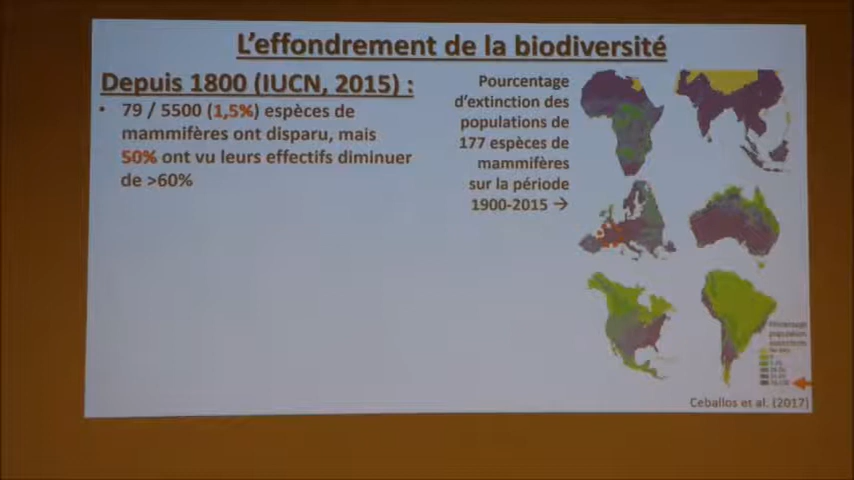 L'effondrement de la biodiversité
Depuis 1800 (IUCN, 2015) :
• 79 / 5500 (1,5%) espèces de
mammifères ont disparu, mais
50% ont vu leurs effectifs diminuer
de >60%
Pourcentage
d'extinction des
populations de
177 espèces de
mammifères
sur la période
1900-2015 →
Ceballos et al. (2017)